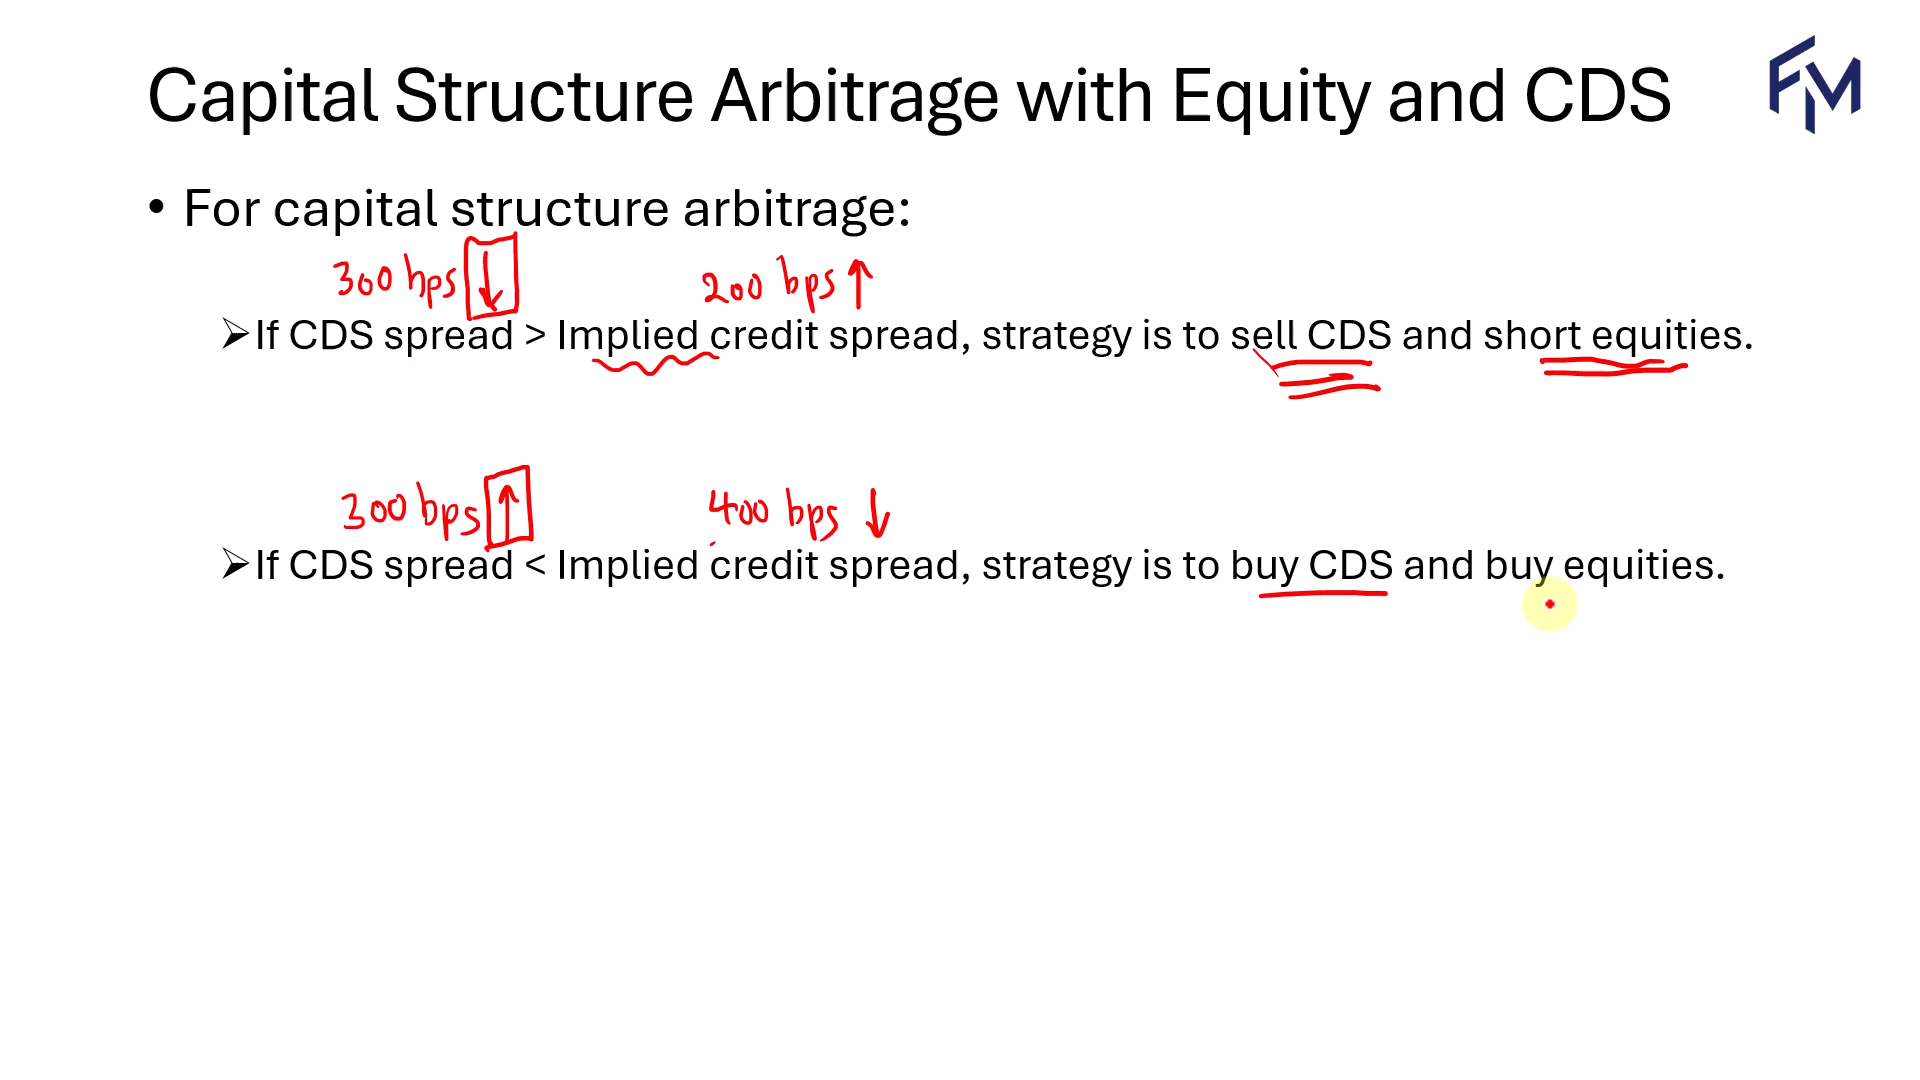 Capital Structure Arbitrage with Equity and CDS
FM
• For capital structure arbitrage:
300 bps ↓ 200 bps ↑
➢If CDS spread > Implied credit spread, strategy is to sell CDS and short equities.
300 bps ↑ 400 bps ↓
➢If CDS spread < Implied credit spread, strategy is to buy CDS and buy equities.